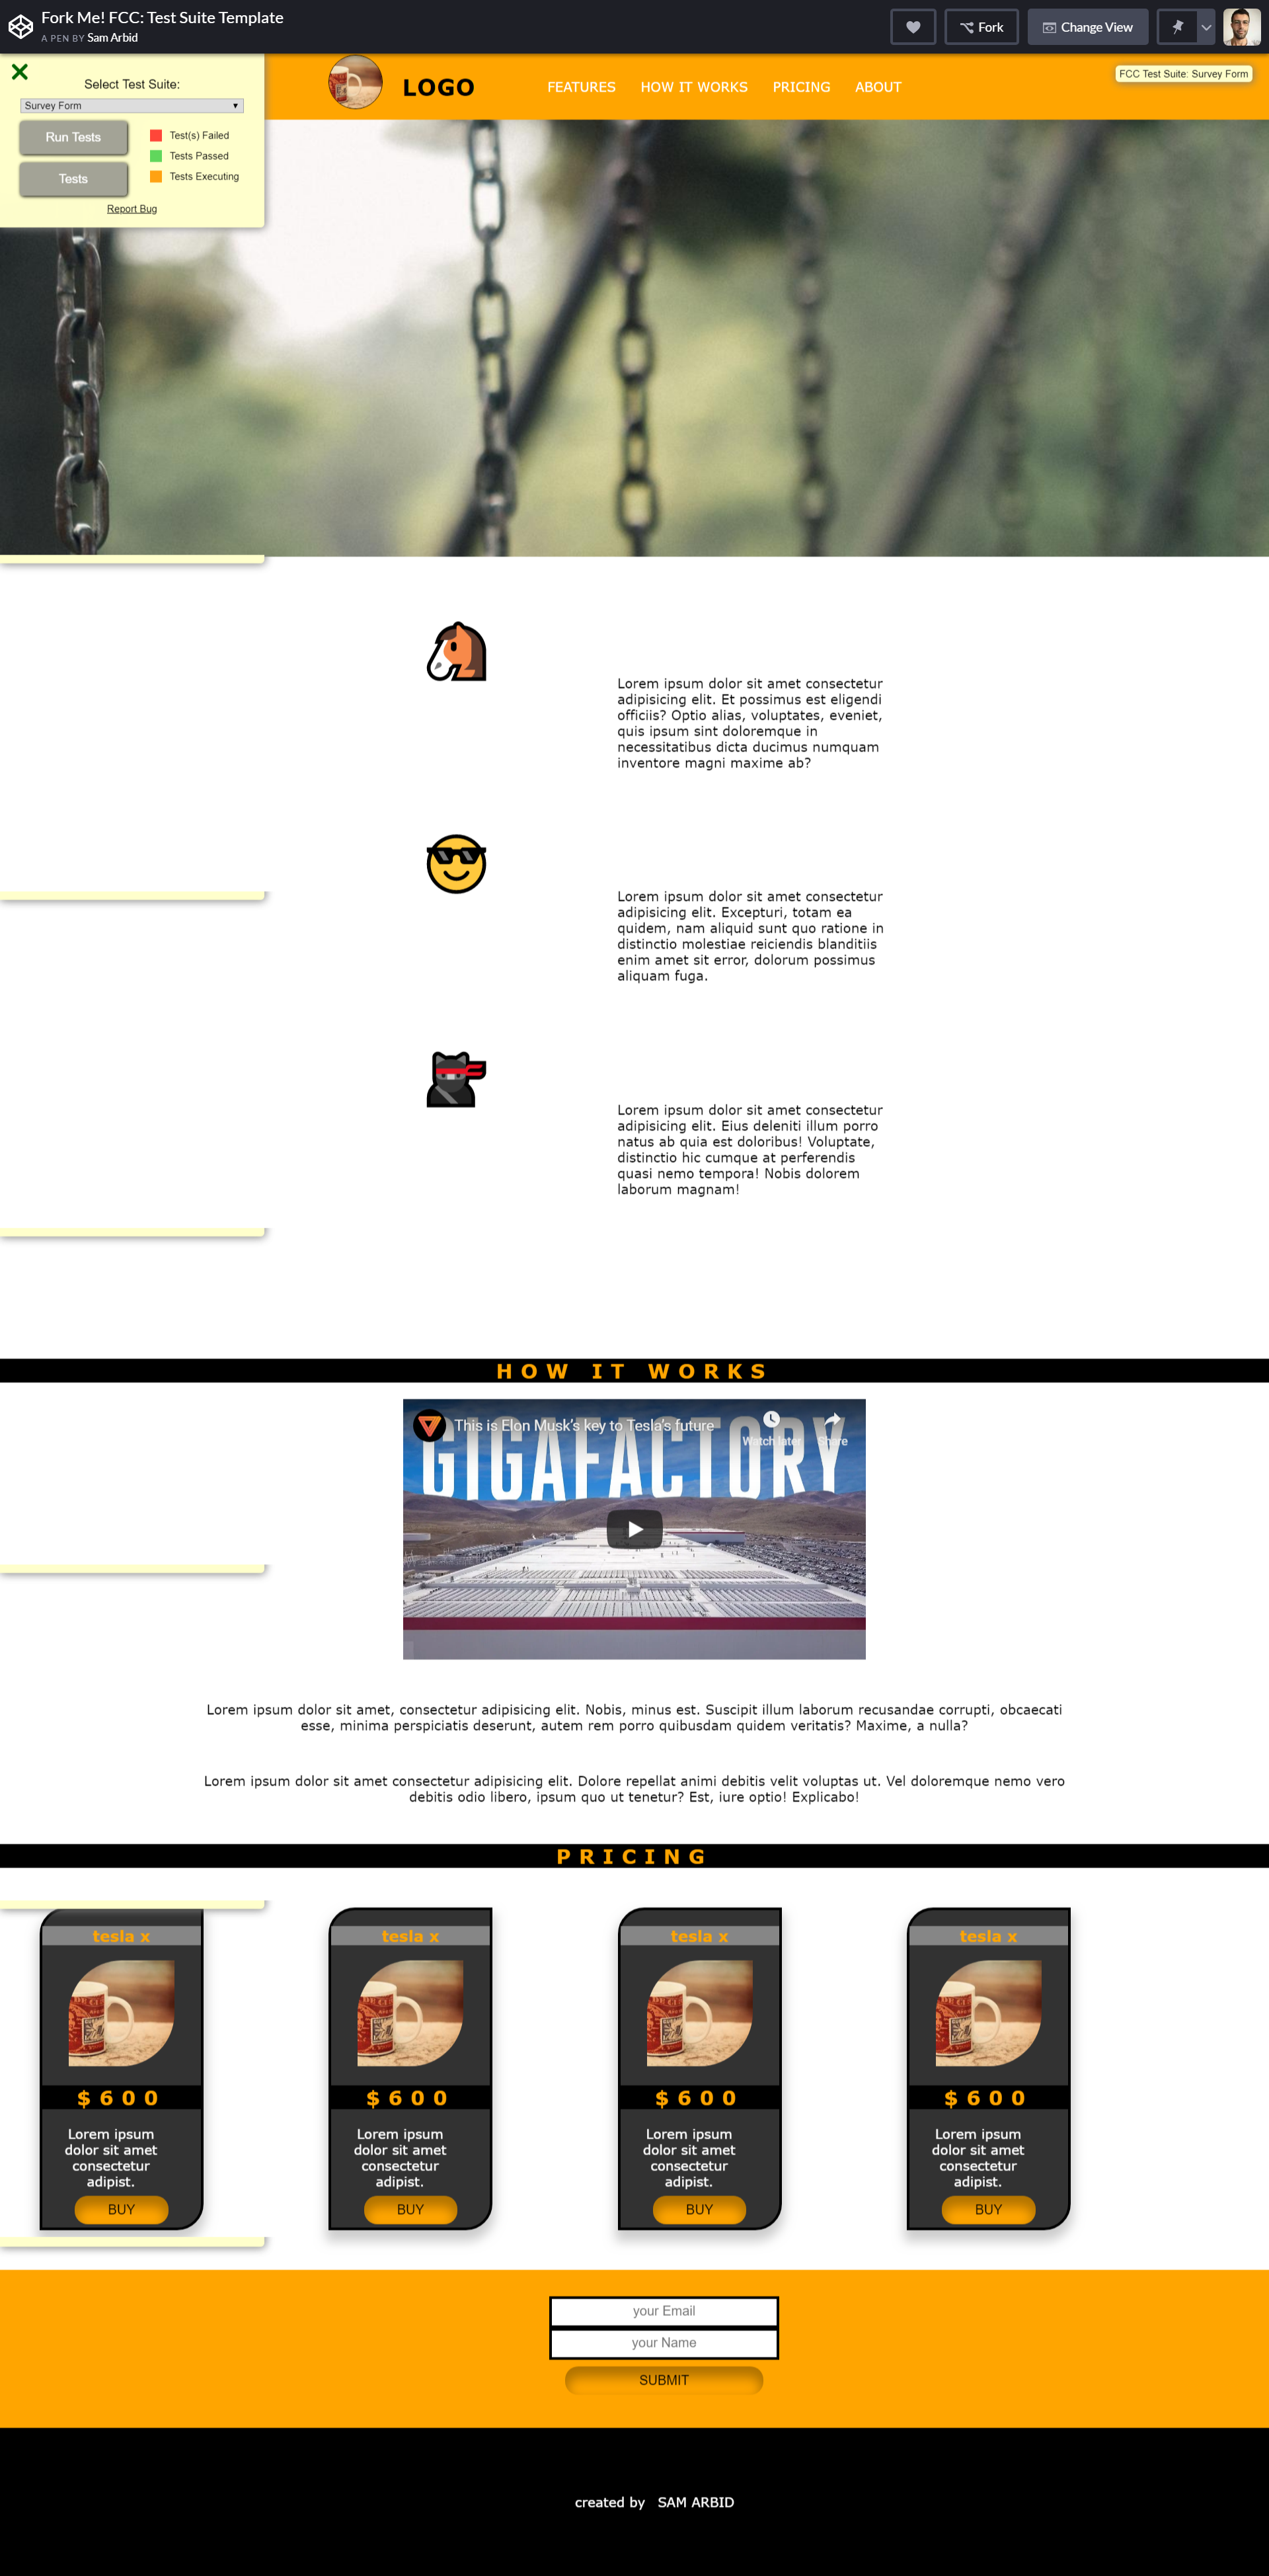 Fork Me! FCC: Test Suite Template
A PEN BY Sam Arbid
Fork
Change View
Select Test Suite:
Survey Form
Run Tests
Tests
Test(s) Failed
Tests Passed
Tests Executing
Report Bug
LOGO
FEATURES HOW IT WORKS PRICING ABOUT
FCC Test Suite: Survey Form
Lorem ipsum dolor sit amet consectetur
adipisicing elit. Et possimus est eligendi
officiis? Optio alias, voluptates, eveniet,
quis ipsum sint doloremque in
necessitatibus dicta ducimus numquam
inventore magni maxime ab?
Lorem ipsum dolor sit amet consectetur
adipisicing elit. Excepturi, totam ea
quidem, nam aliquid sunt quo ratione in
distinctio molestiae reiciendis blanditiis
enim amet sit error, dolorum possimus
aliquam fuga.
Lorem ipsum dolor sit amet consectetur
adipisicing elit. Eius deleniti illum porro
natus ab quia est doloribus! Voluptate,
distinctio hic cumque at perferendis
quasi nemo tempora! Nobis dolorem
laborum magnam!
HOW IT WORKS
This is Elon Musk's key to Tesla's future
Watch later
Share
GIGAFACTORY
Lorem ipsum dolor sit amet, consectetur adipisicing elit. Nobis, minus est. Suscipit illum laborum recusandae corrupti, obcaecati
esse, minima perspiciatis deserunt, autem rem porro quibusdam quidem veritatis? Maxime, a nulla?
Lorem ipsum dolor sit amet consectetur adipisicing elit. Dolore repellat animi debitis velit voluptas ut. Vel doloremque nemo vero
debitis odio libero, ipsum quo ut tenetur? Est, iure optio! Explicabo!
PRICING
tesla x
$600
Lorem ipsum
dolor sit amet
consectetur
adipist.
BUY
tesla x
$600
Lorem ipsum
dolor sit amet
consectetur
adipist.
BUY
tesla x
$600
Lorem ipsum
dolor sit amet
consectetur
adipist.
BUY
tesla x
$600
Lorem ipsum
dolor sit amet
consectetur
adipist.
BUY
your Email
your Name
SUBMIT
created by SAM ARBID